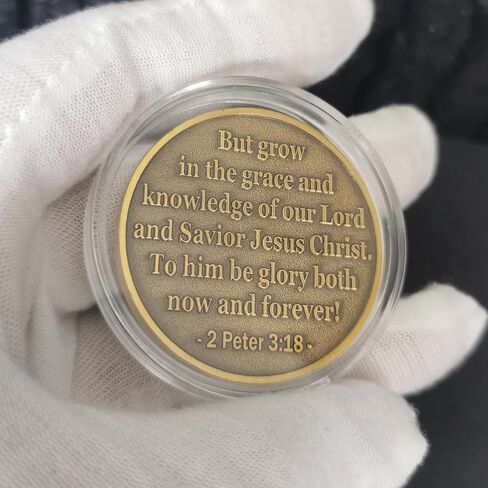 But grow
in the grace and
knowledge of our Lord
and Savior Jesus Christ.
To him be glory both
now and forever!
- 2 Peter 3:18 -